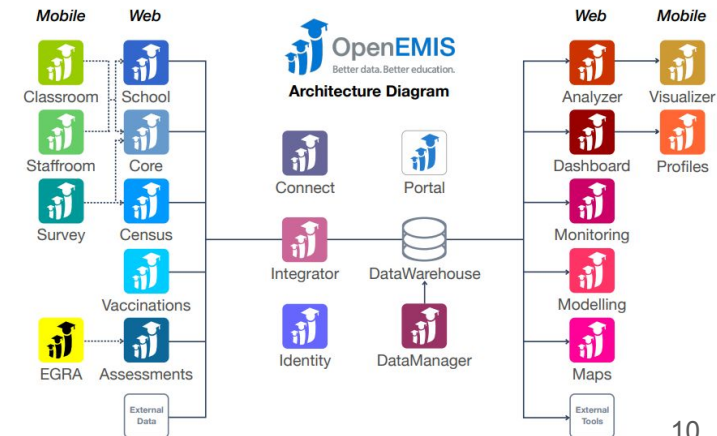 Mobile
Web
OpenEMIS
Better data. Better education.
Architecture Diagram
Web
Mobile
Classroom
School
Analyzer
Visualizer
Staffroom
Core
Connect
Portal
Dashboard
Profiles
Survey
Census
Integrator
DataWarehouse
Monitoring
Vaccinations
Modelling
EGRA
Assessments
Identity
DataManager
Maps
External
Data
External
Tools
10